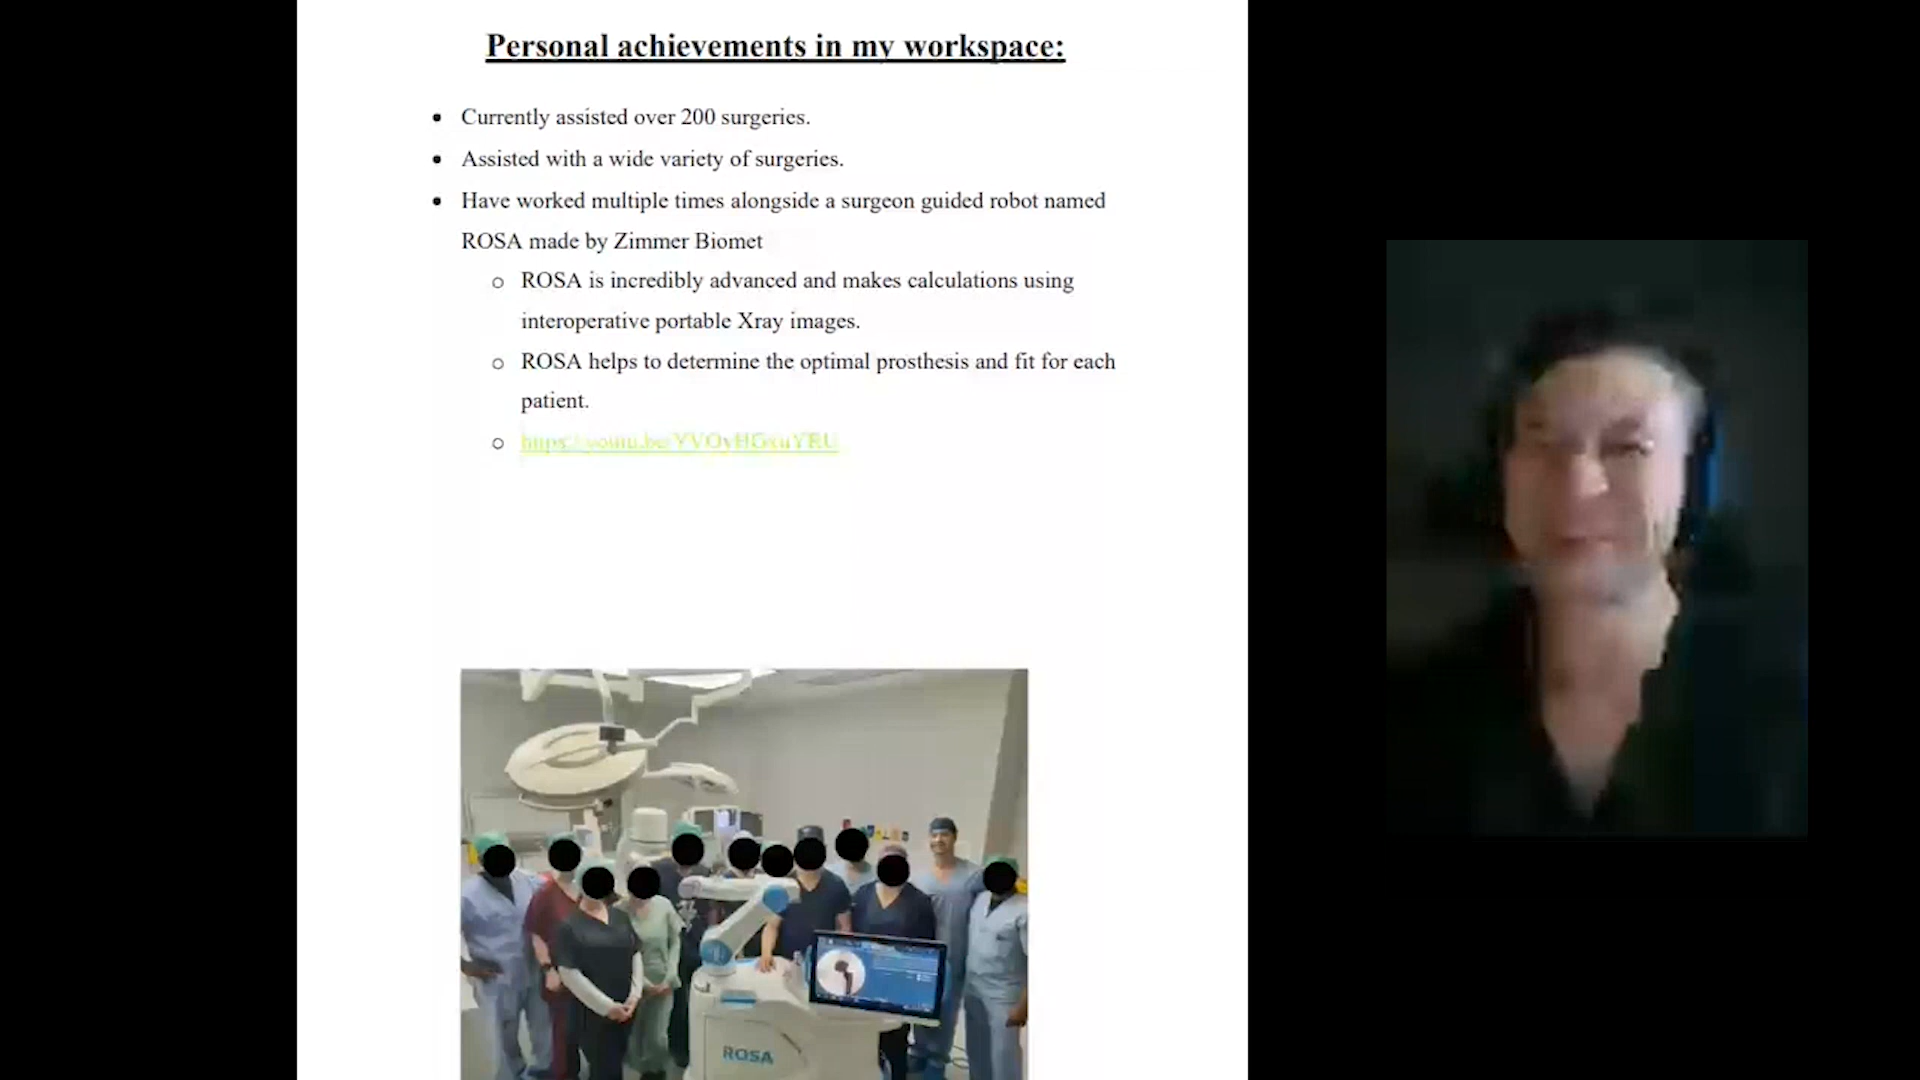 Personal achievements in my workspace:
Currently assisted over 200 surgeries.
Assisted with a wide variety of surgeries.
Have worked multiple times alongside a surgeon guided robot named
ROSA made by Zimmer Biomet
ROSA is incredibly advanced and makes calculations using
interoperative portable Xray images.
ROSA helps to determine the optimal prosthesis and fit for each
patient.
ROSA